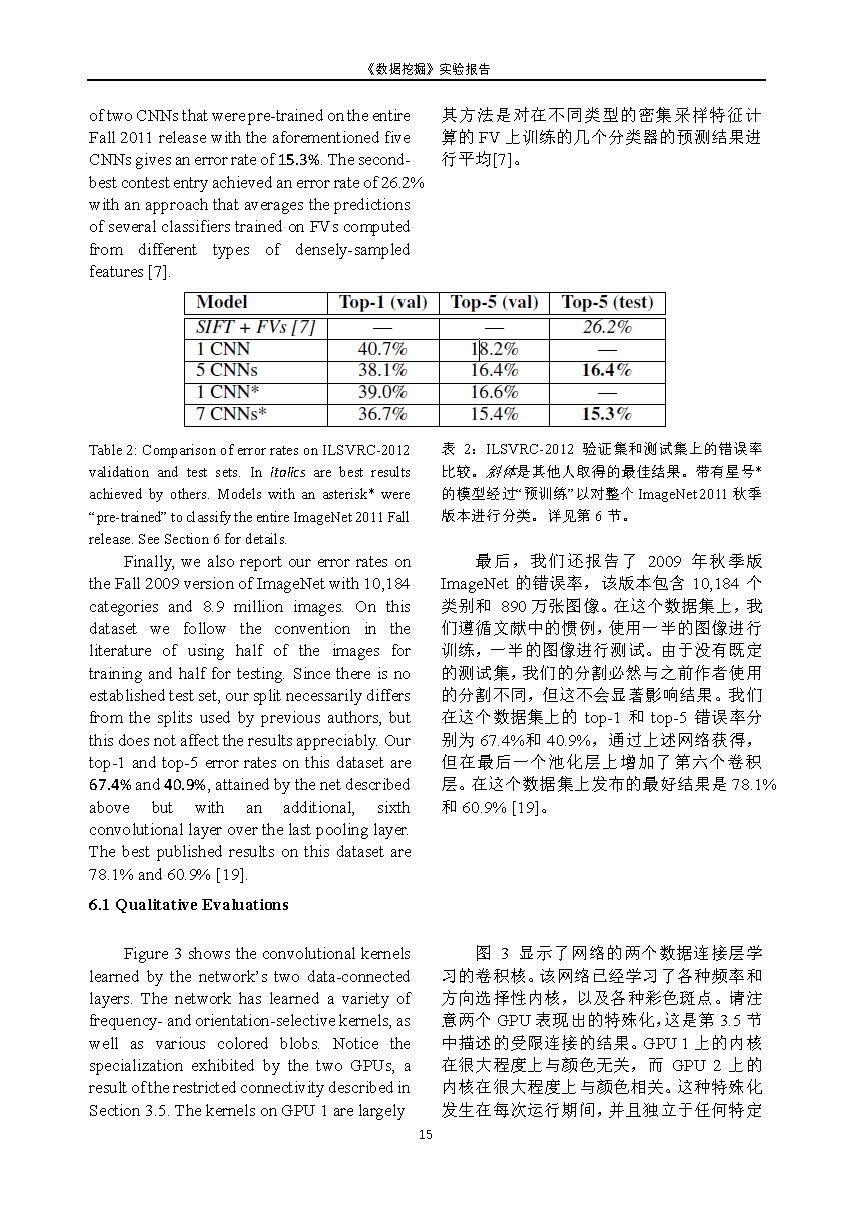 《数据挖掘》实验报告
of two CNNs that were pre-trained on the entire
Fall 2011 release with the aforementioned five
CNNs gives an error rate of 15.3%. The second-
best contest entry achieved an error rate of 26.2%
with an approach that averages the predictions
of several classifiers trained on FVs computed
from different types of densely-sampled
features [7].
其方法是对在不同类型的密集采样特征计
算的 FV 上训练的几个分类器的预测结果进
行平均[7]。
Model Top-1 (val) Top-5 (val) Top-5 (test)
SIFT + FVs [7] — — 26.2%
1 CNN 40.7% 18.2% —
5 CNNs 38.1% 16.4% 16.4%
1 CNN* 39.0% 16.6% —
7 CNNs* 36.7% 15.4% 15.3%
Table 2: Comparison of error rates on ILSVRC-2012
validation and test sets. In italics are best results
achieved by others. Models with an asterisk* were
“pre-trained” to classify the entire ImageNet 2011 Fall
release. See Section 6 for details.
表 2：ILSVRC-2012 验证集和测试集上的错误率
比较。斜体是其他人取得的最佳结果。带有星号*
的模型经过“预训练”以对整个 ImageNet 2011 秋季
版本进行分类。详见第 6 节。
Finally, we also report our error rates on
the Fall 2009 version of ImageNet with 10,184
categories and 8.9 million images. On this
dataset we follow the convention in the
literature of using half of the images for
training and half for testing. Since there is no
established test set, our split necessarily differs
from the splits used by previous authors, but
this does not affect the results appreciably. Our
top-1 and top-5 error rates on this dataset are
67.4% and 40.9%, attained by the net described
above but with an additional, sixth
convolutional layer over the last pooling layer.
The best published results on this dataset are
78.1% and 60.9% [19].
最后，我们还报告了 2009 年秋季版
ImageNet 的错误率，该版本包含 10,184 个
类别和 890 万张图像。在这个数据集上，我
们遵循文献中的惯例，使用一半的图像进行
训练，一半的图像进行测试。由于没有既定
的测试集，我们的分割必然与之前作者使用
的分割不同，但这不会显著影响结果。我们
在这个数据集上的 top-1 和 top-5 错误率分
别为 67.4%和 40.9%，通过上述网络获得，
但在最后一个池化层上增加了第六个卷积
层。在这个数据集上发布的最好结果是 78.1%
和 60.9% [19]。
6.1 Qualitative Evaluations
Figure 3 shows the convolutional kernels
learned by the network’s two data-connected
layers. The network has learned a variety of
frequency- and orientation-selective kernels, as
well as various colored blobs. Notice the
specialization exhibited by the two GPUs, a
result of the restricted connectivity described in
Section 3.5. The kernels on GPU 1 are largely
图 3 显示了网络的两个数据连接层学
习的卷积核。该网络已经学习了各种频率和
方向选择性内核，以及各种彩色斑点。请注
意两个 GPU 表现出的特殊化，这是第 3.5 节
中描述的受限连接的结果。GPU 1 上的内核
在很大程度上与颜色无关，而 GPU 2 上的
内核在很大程度上与颜色相关。这种特殊化
发生在每次运行期间，并且独立于任何特定
15